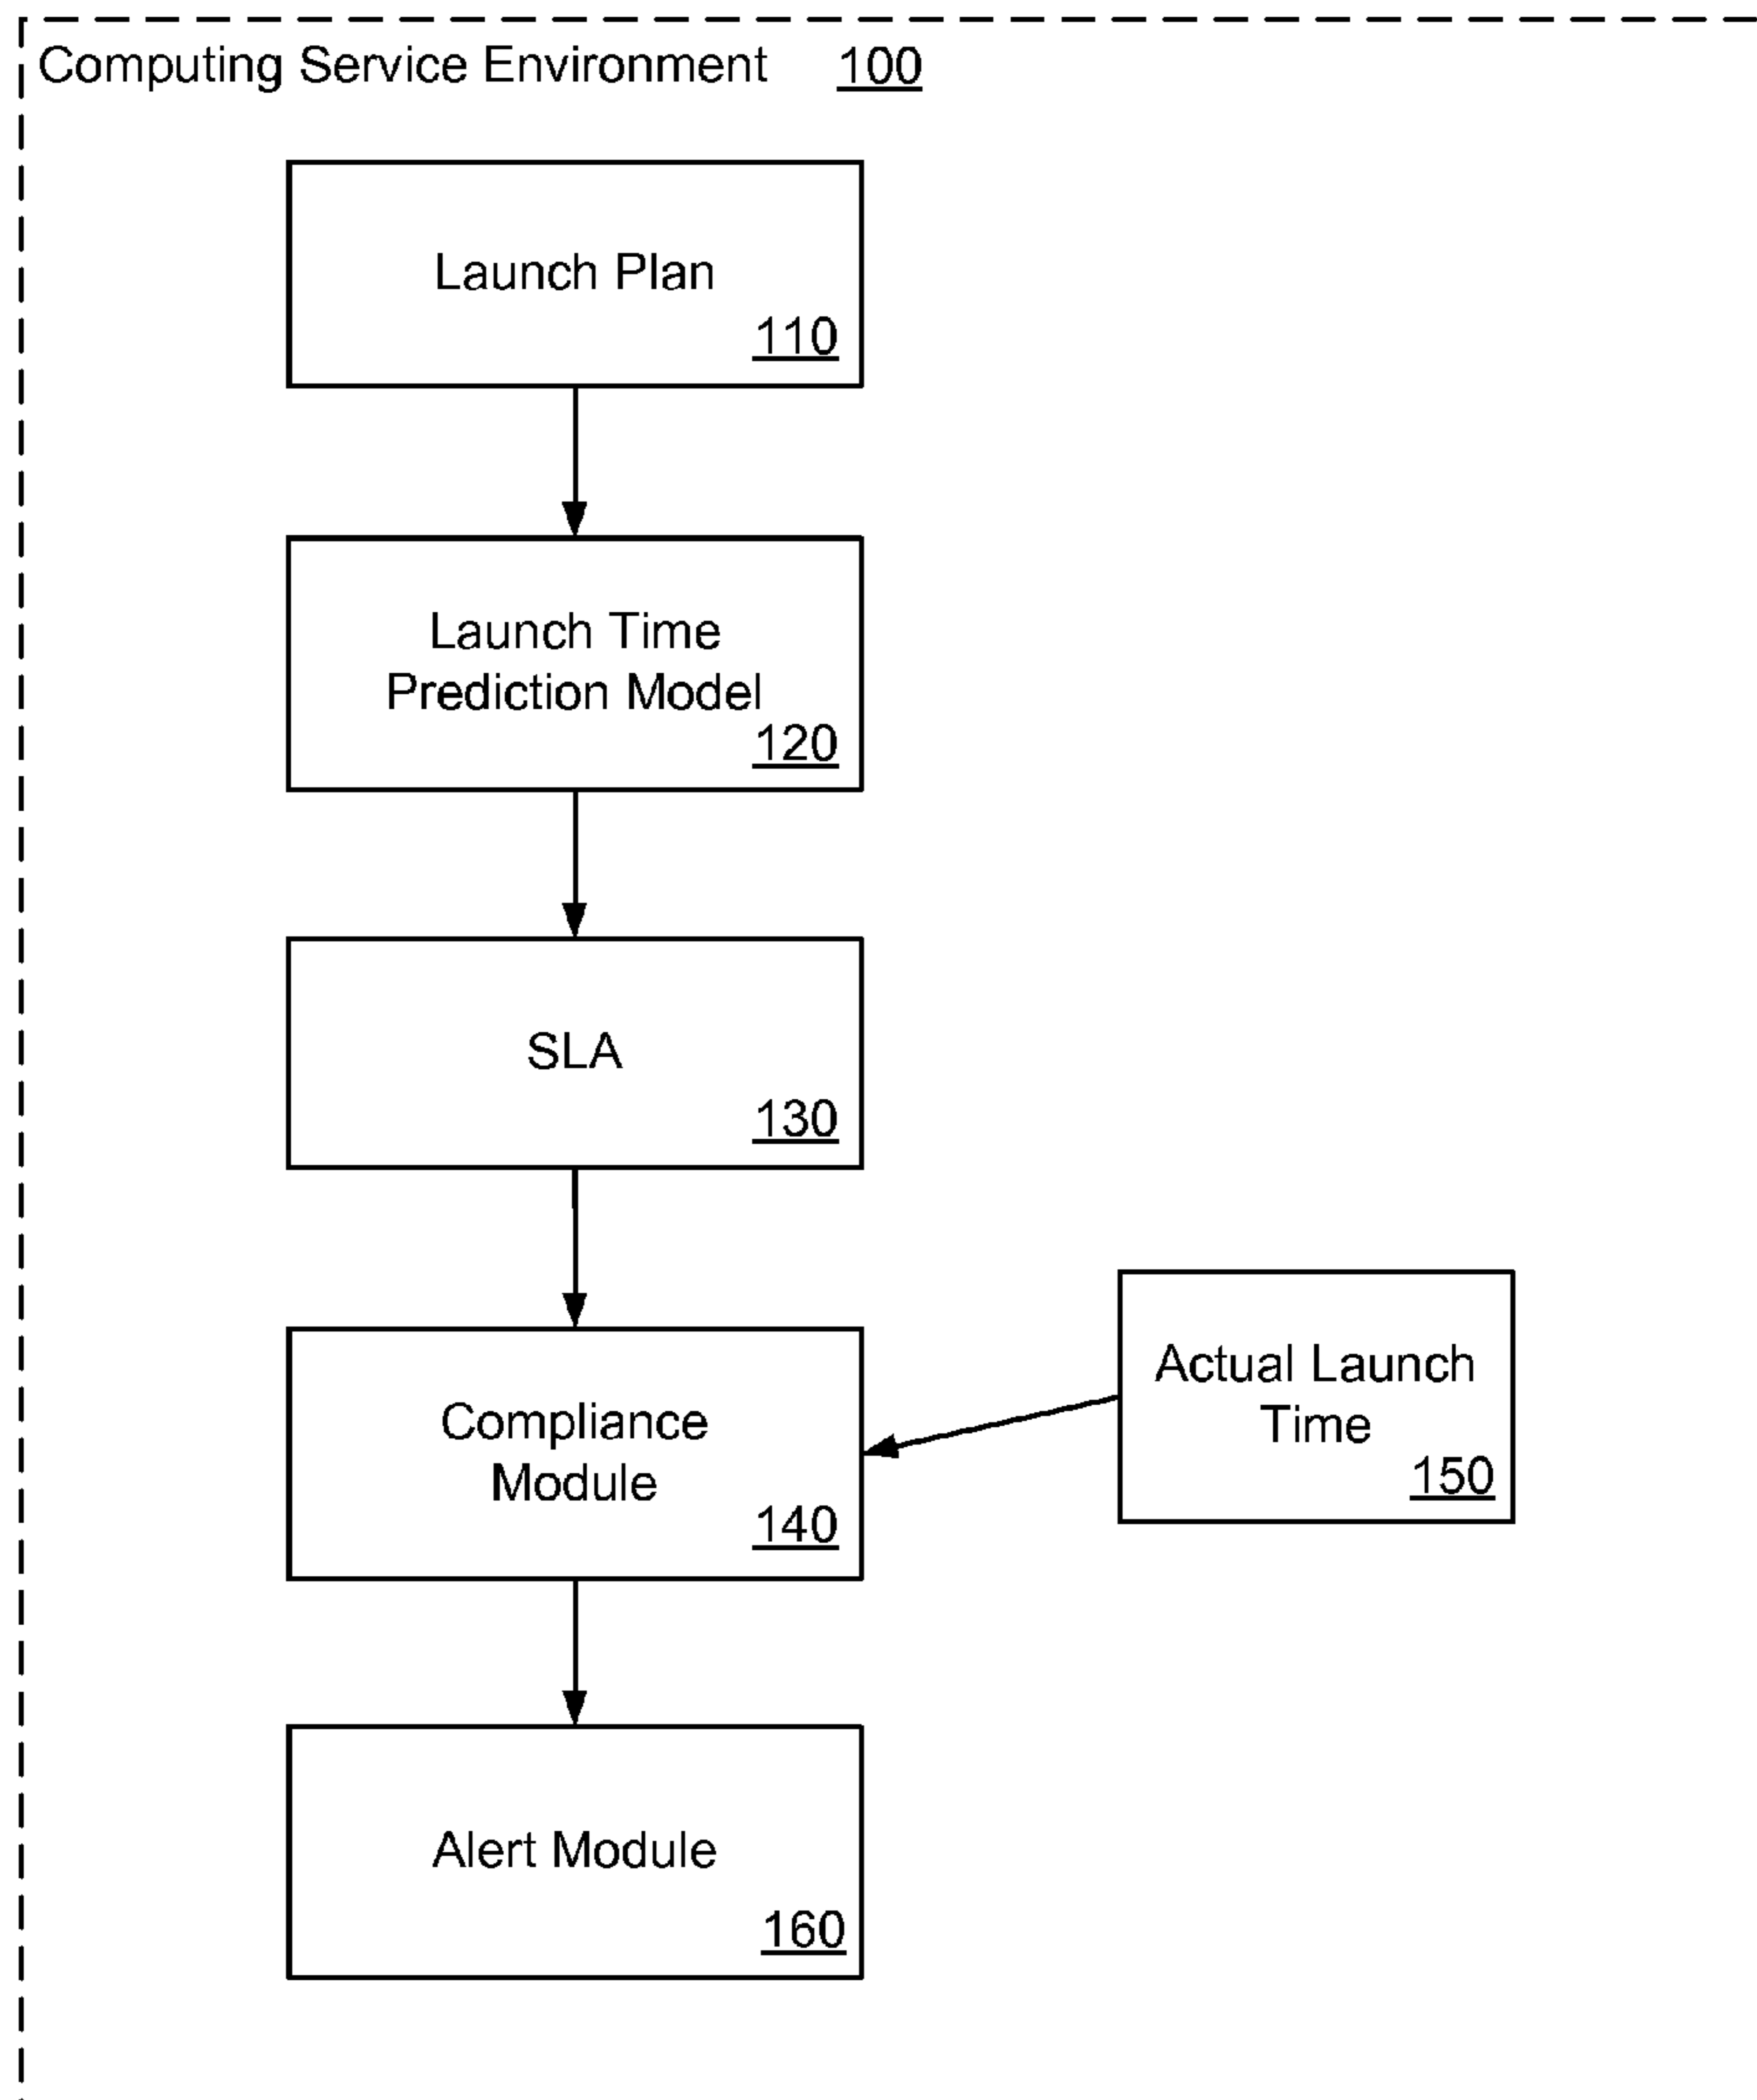 Computing Service Environment 100
Launch Plan
110
Launch Time
Prediction Model
120
SLA
130
Compliance
Module
140
Actual Launch
Time
150
Alert Module
160